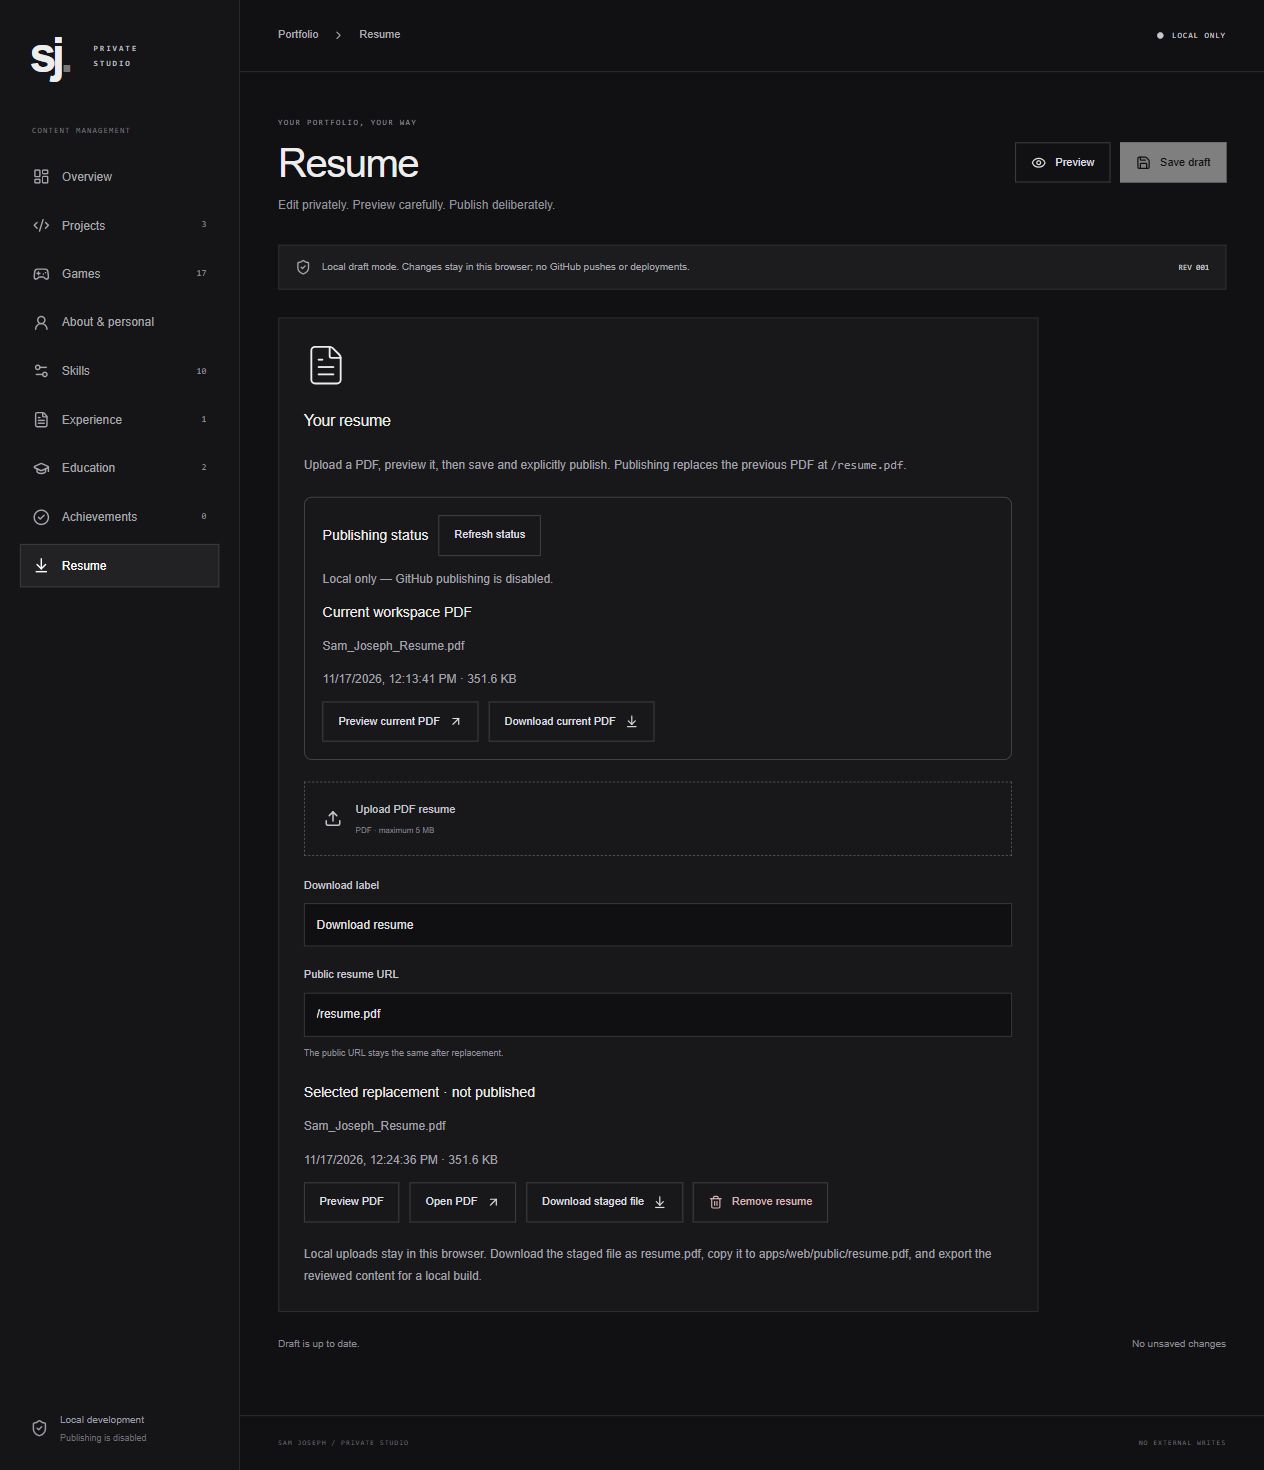 sj.
PRIVATE
STUDIO
CONTENT MANAGEMENT
Overview
Projects 3
Games 17
About & personal
Skills 10
Experience 1
Education 2
Achievements 0
Resume
Local development
Publishing is disabled
Portfolio > Resume
LOCAL ONLY
YOUR PORTFOLIO, YOUR WAY
Resume
Preview
Save draft
Edit privately. Preview carefully. Publish deliberately.
Local draft mode. Changes stay in this browser; no GitHub pushes or deployments.
REV 001
Your resume
Upload a PDF, preview it, then save and explicitly publish. Publishing replaces the previous PDF at /resume.pdf.
Publishing status
Refresh status
Local only — GitHub publishing is disabled.
Current workspace PDF
Sam_Joseph_Resume.pdf
11/17/2026, 12:13:41 PM · 351.6 KB
Preview current PDF
Download current PDF
Upload PDF resume
PDF · maximum 5 MB
Download label
Download resume
Public resume URL
/resume.pdf
The public URL stays the same after replacement.
Selected replacement · not published
Sam_Joseph_Resume.pdf
11/17/2026, 12:24:36 PM · 351.6 KB
Preview PDF
Open PDF
Download staged file
Remove resume
Local uploads stay in this browser. Download the staged file as resume.pdf, copy it to apps/web/public/resume.pdf, and export the
reviewed content for a local build.
Draft is up to date.
No unsaved changes
SAM JOSEPH / PRIVATE STUDIO
NO EXTERNAL WRITES